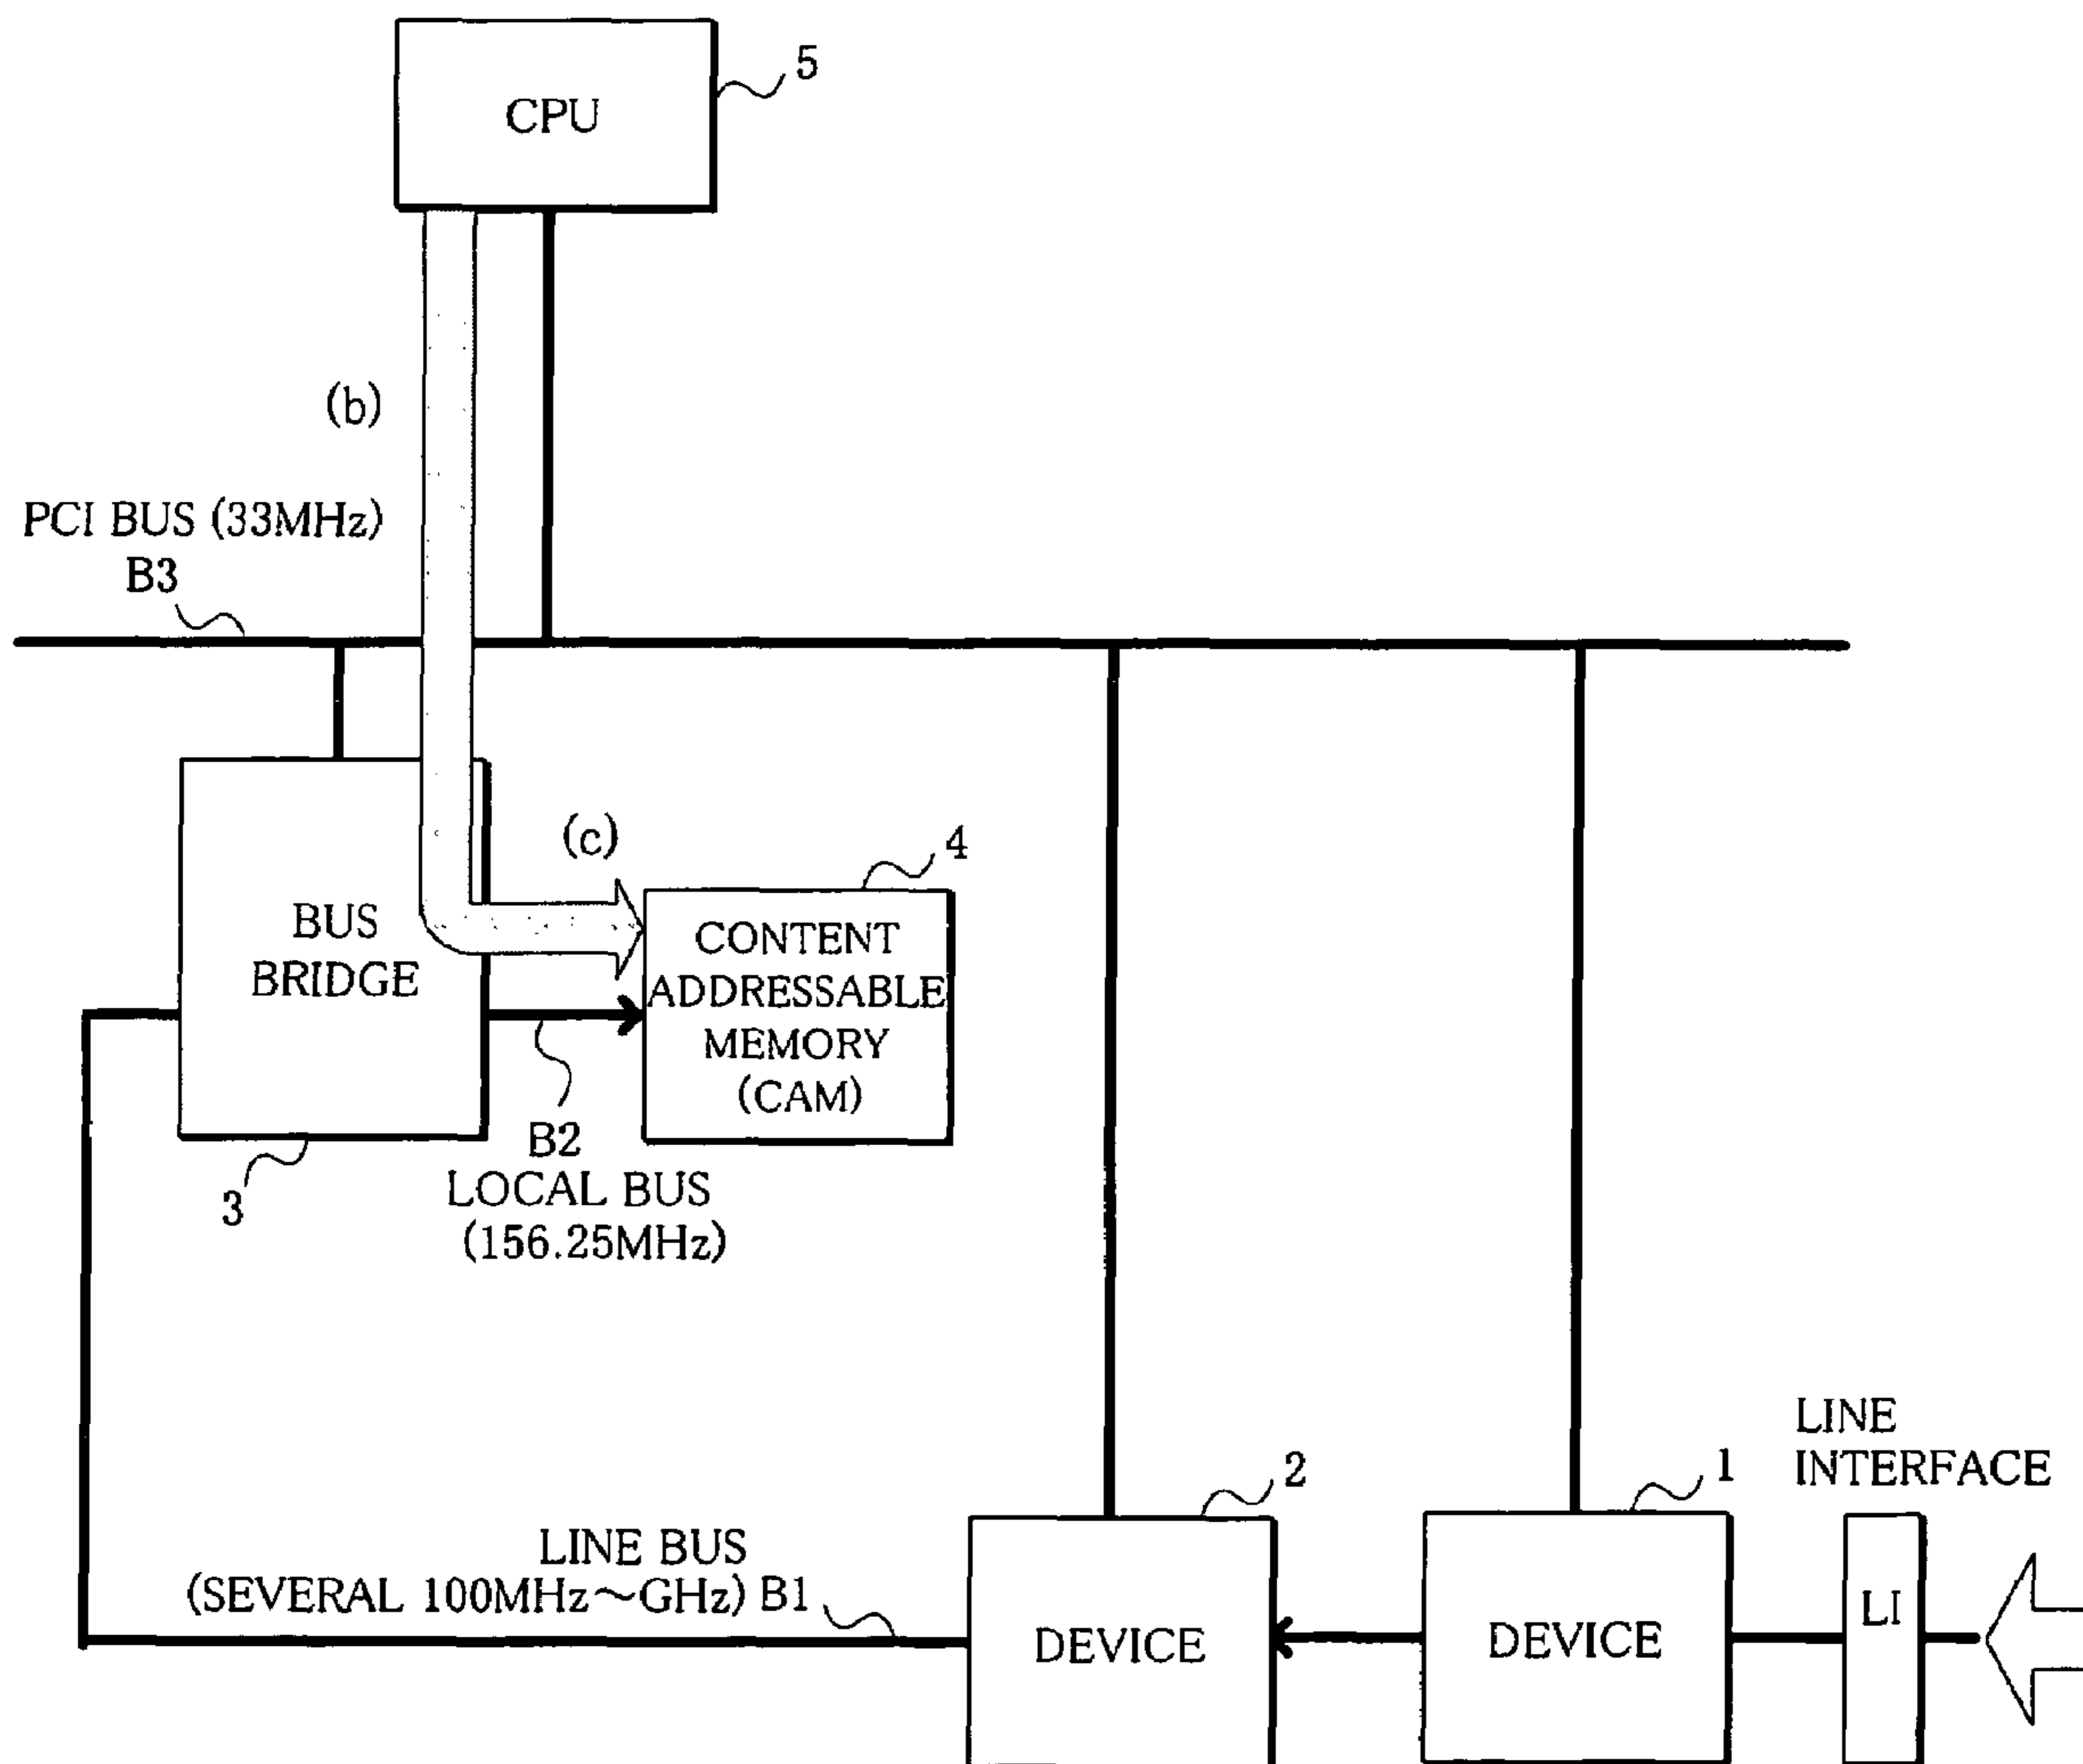 5
CPU
(b)
PCI BUS (33MHz)
B3
(c)
4
BUS
BRIDGE
CONTENT
ADDRESSABLE
MEMORY
(CAM)
3
B2
LOCAL BUS
(156.25MHz)
LINE
INTERFACE
2
1
LINE BUS
(SEVERAL 100MHz～GHz) B1
DEVICE
DEVICE
LI